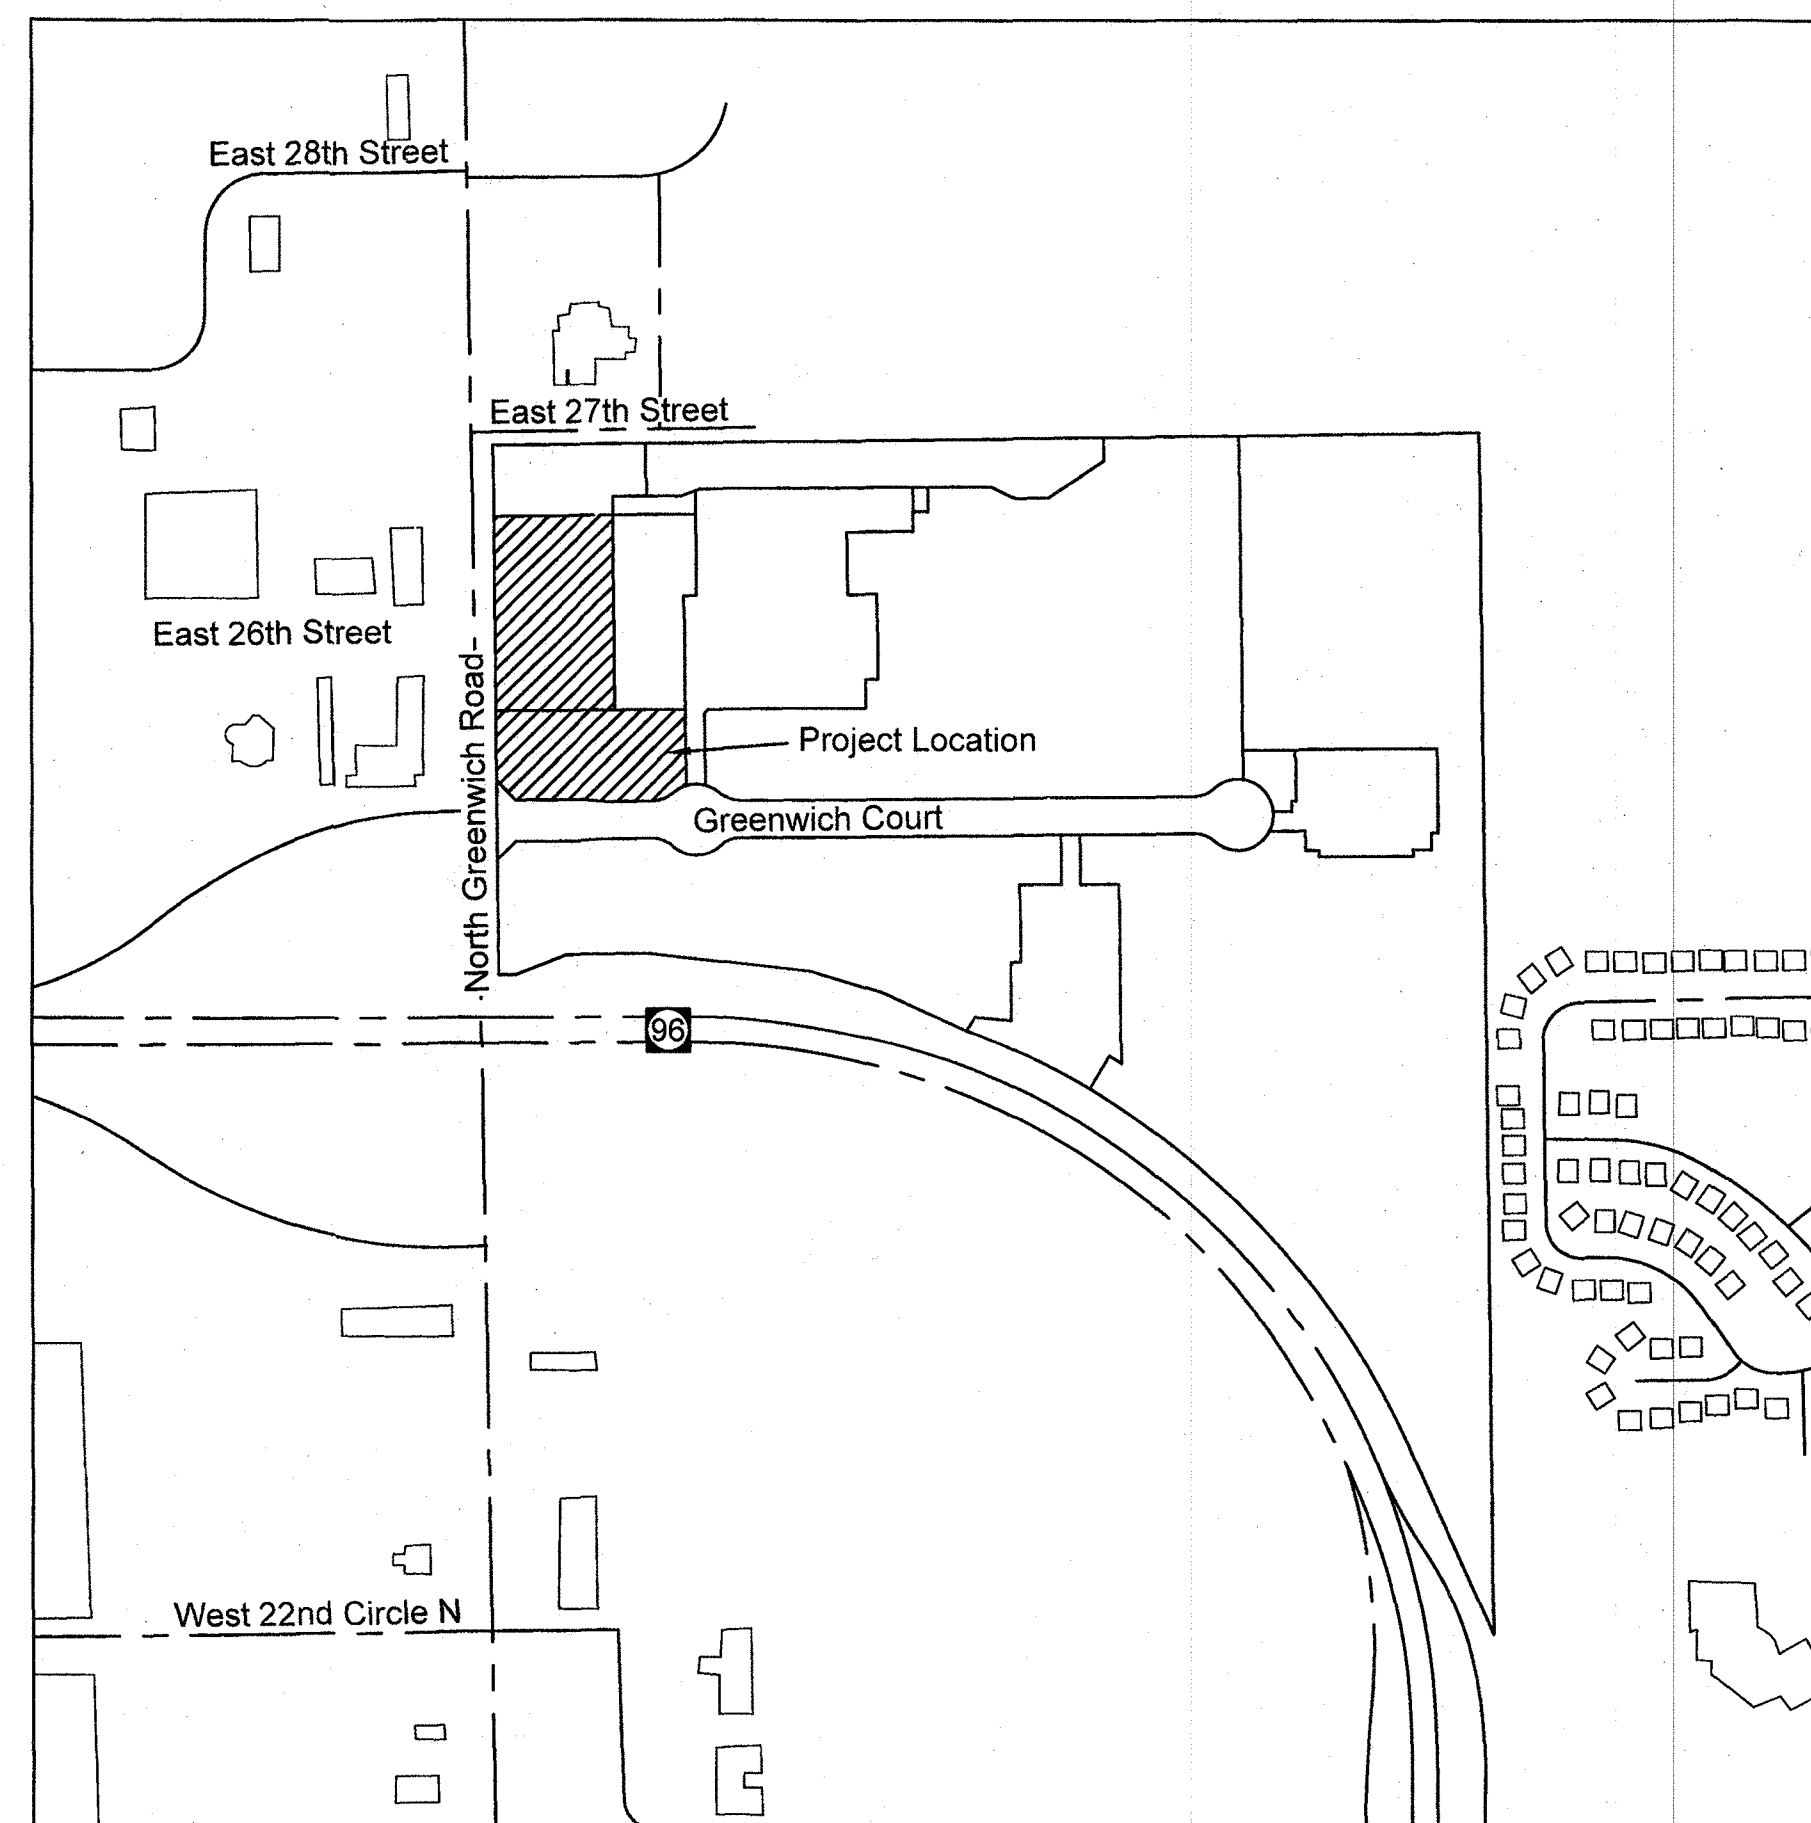 East 28th Street
East 27th Street
East 26th Street
North Greenwich Road
Project Location
Greenwich Court
96
West 22nd Circle N